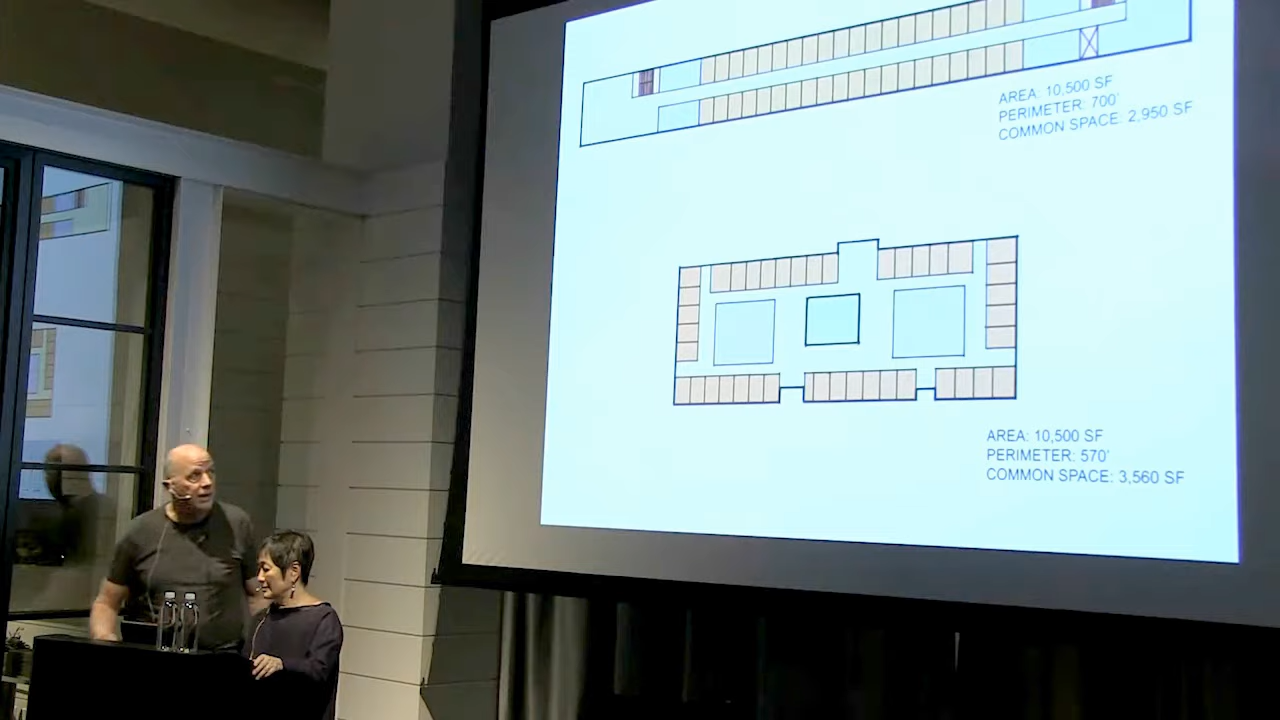 AREA: 10,500 SF
PERIMETER: 700'
COMMON SPACE: 2,950 SF
AREA: 10,500 SF
PERIMETER: 570'
COMMON SPACE: 3,560 SF